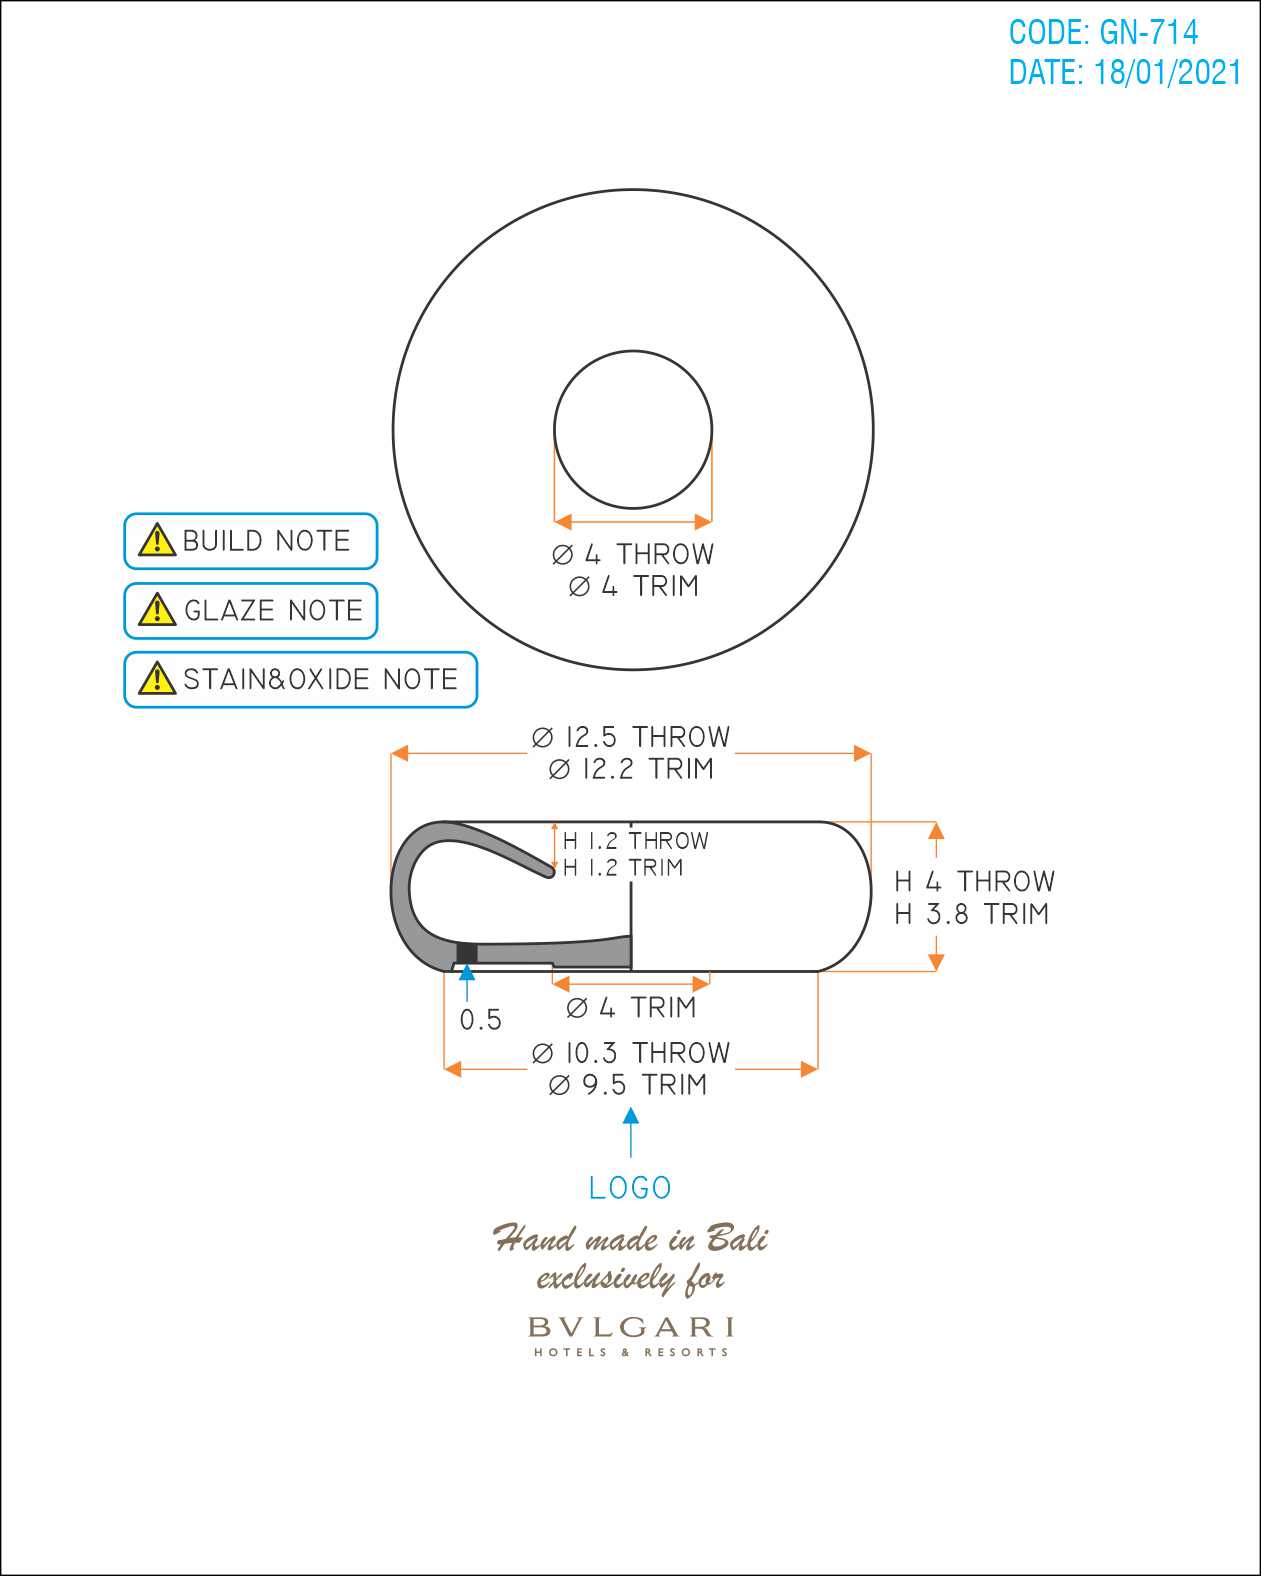 CODE: GN-714
DATE: 18/01/2021
Ø 4 THROW
Ø 4 TRIM
BUILD NOTE
GLAZE NOTE
STAIN&OXIDE NOTE
Ø 12.5 THROW
Ø 12.2 TRIM
H 1.2 THROW
H 1.2 TRIM
H 4 THROW
H 3.8 TRIM
Ø 4 TRIM
0.5
Ø 10.3 THROW
Ø 9.5 TRIM
LOGO
Hand made in Bali
exclusively for
BVLGARI
HOTELS & RESORTS